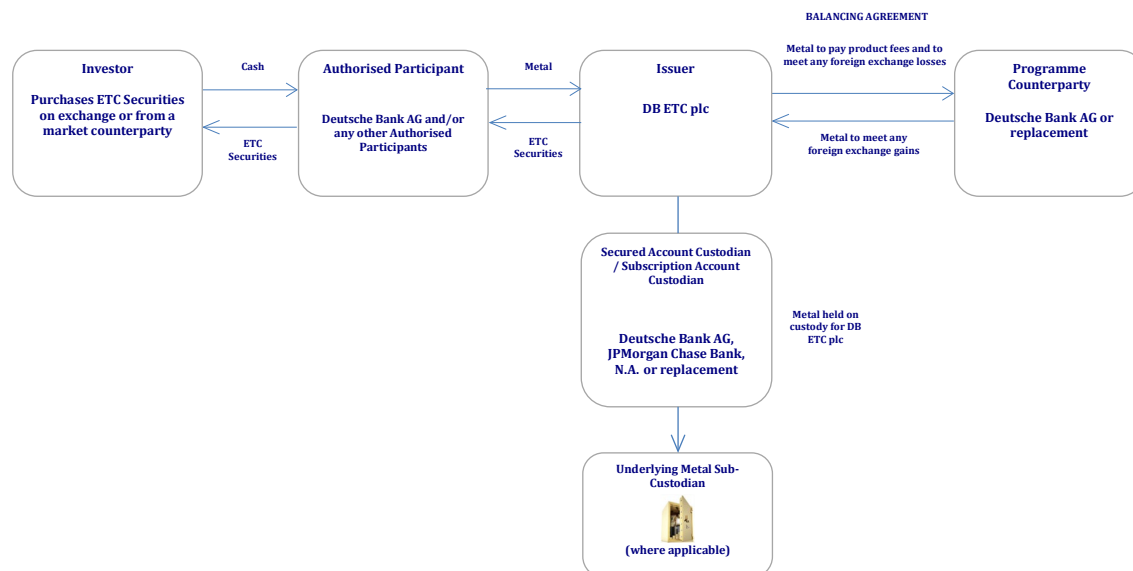 BALANCING AGREEMENT
Investor
Purchases ETC Securities
on exchange or from a
market counterparty
Cash
ETC
Securities
Authorised Participant
Deutsche Bank AG and/or
any other Authorised
Participants
Metal
ETC
Securities
Issuer
DB ETC plc
Metal to pay product fees and to
meet any foreign exchange losses
Metal to meet any
foreign exchange gains
Programme
Counterparty
Deutsche Bank AG or
replacement
Secured Account Custodian
/ Subscription Account
Custodian
Deutsche Bank AG,
JPMorgan Chase Bank,
N.A. or replacement
Metal held on
custody for DB
ETC plc
Underlying Metal Sub-
Custodian
(where applicable)